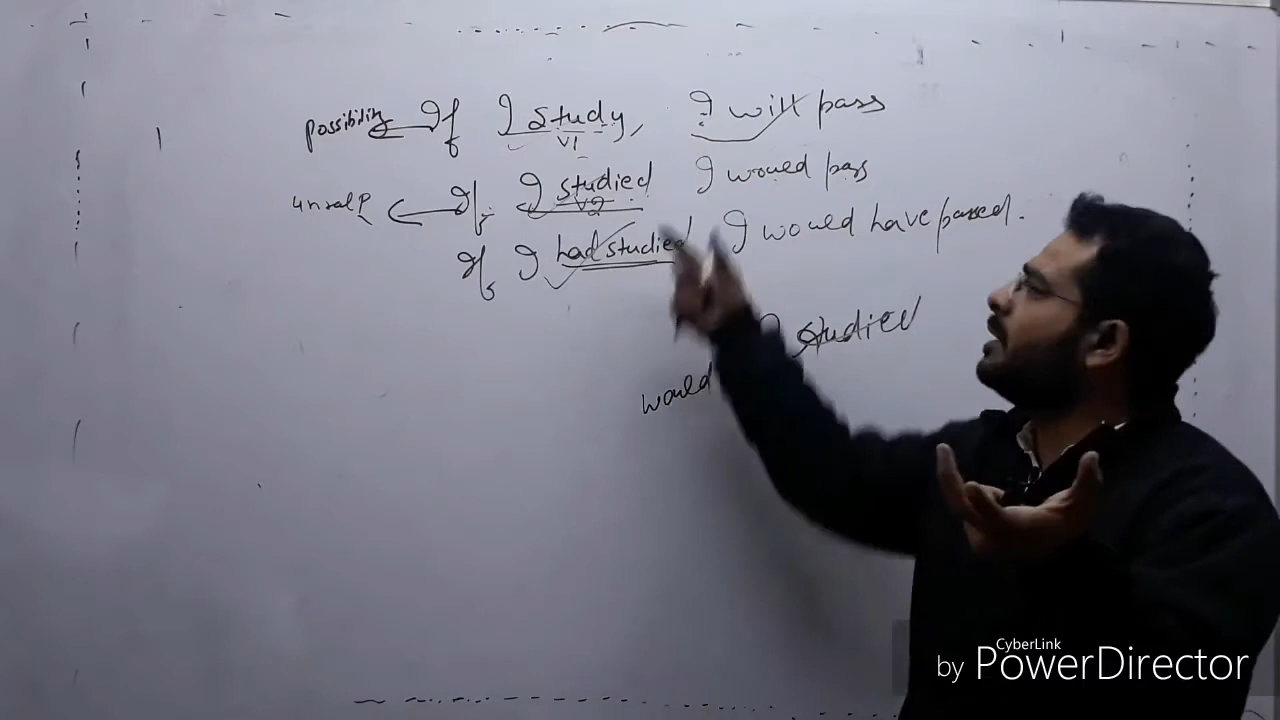 possibility If I study, I will pass
V1
unreal P If I studied I would pass
V2
If I had studied I would have passed.
I studied
would
CyberLink
by PowerDirector